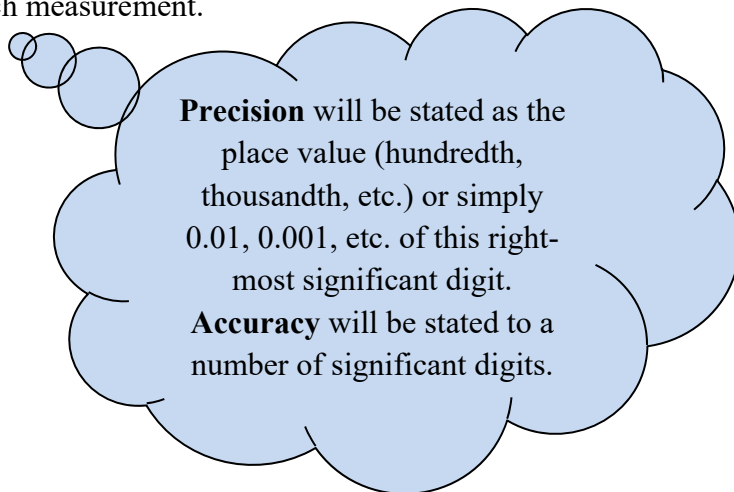 measurement.
Precision will be stated as the
place value (hundredth,
thousandth, etc.) or simply
0.01, 0.001, etc. of this right-
most significant digit.
Accuracy will be stated to a
number of significant digits.